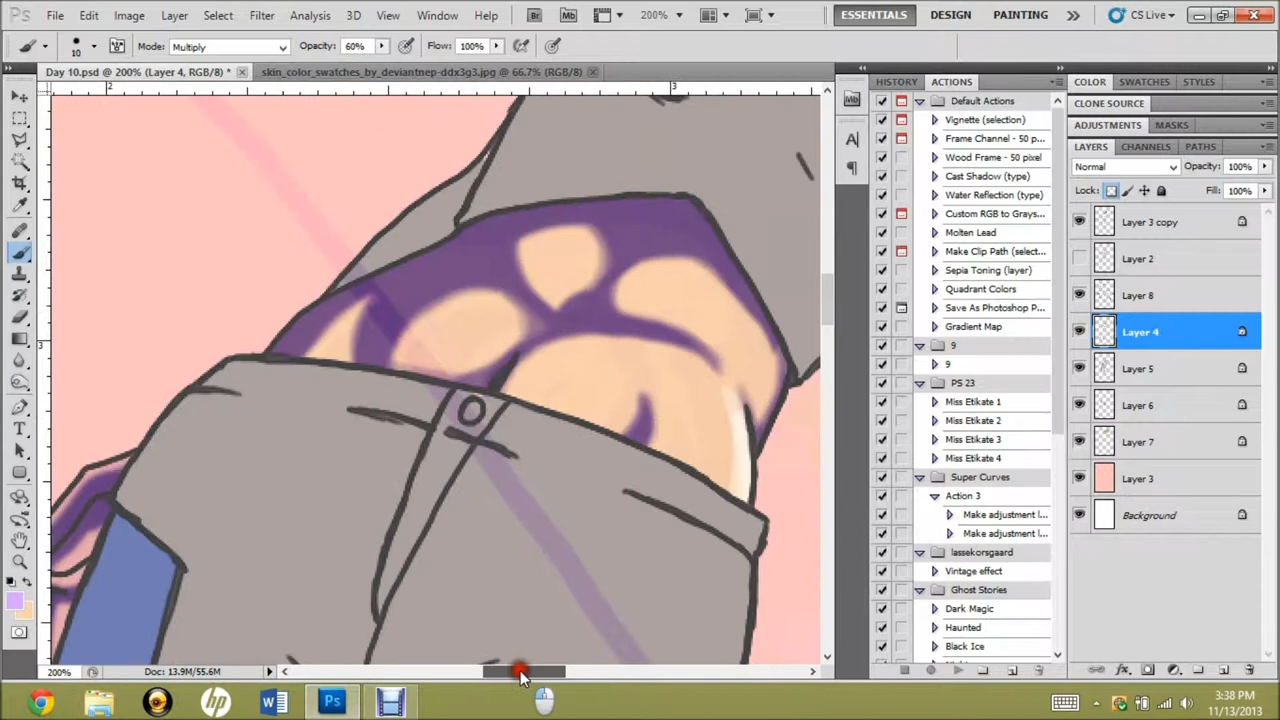 Ps File Edit Image Layer Select Filter Analysis 3D View Window Help Br Mb 200% ESSENTIALS DESIGN PAINTING CS Live
10 Mode: Multiply Opacity: 60% Flow: 100%
Day 10.psd @ 200% (Layer 4, RGB/8) * skin_color_swatches_by_deviantnep-ddx3g3.jpg @ 66.7% (RGB/8)
2 3
3
HISTORY ACTIONS
Default Actions
Vignette (selection)
Frame Channel - 50 p...
Wood Frame - 50 pixel
Cast Shadow (type)
Water Reflection (type)
Custom RGB to Grays...
Molten Lead
Make Clip Path (select...
Sepia Toning (layer)
Quadrant Colors
Save As Photoshop P...
Gradient Map
9
9
PS 23
Miss Etikate 1
Miss Etikate 2
Miss Etikate 3
Miss Etikate 4
Super Curves
Action 3
Make adjustment l...
Make adjustment l...
lassekorsgaard
Vintage effect
Ghost Stories
Dark Magic
Haunted
Black Ice
COLOR SWATCHES STYLES
CLONE SOURCE
ADJUSTMENTS MASKS
LAYERS CHANNELS PATHS
Normal Opacity: 100%
Lock: Fill: 100%
Layer 3 copy
Layer 2
Layer 8
Layer 4
Layer 5
Layer 6
Layer 7
Layer 3
Background
200% Doc: 13.9M/55.6M
3:38 PM
11/13/2013